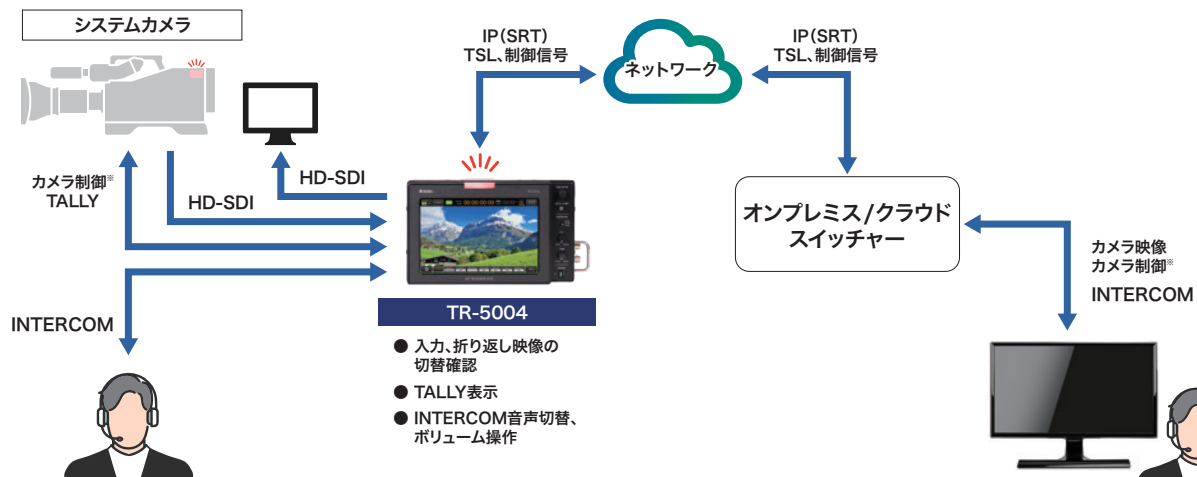 システムカメラ
IP(SRT)
TSL、制御信号
ネットワーク
IP(SRT)
TSL、制御信号
カメラ制御※
TALLY
HD-SDI
HD-SDI
オンプレミス/クラウド
スイッチャー
カメラ映像
カメラ制御※
INTERCOM
INTERCOM
TR-5004
● 入力、折り返し映像の
切替確認
● TALLY表示
● INTERCOM音声切替、
ボリューム操作